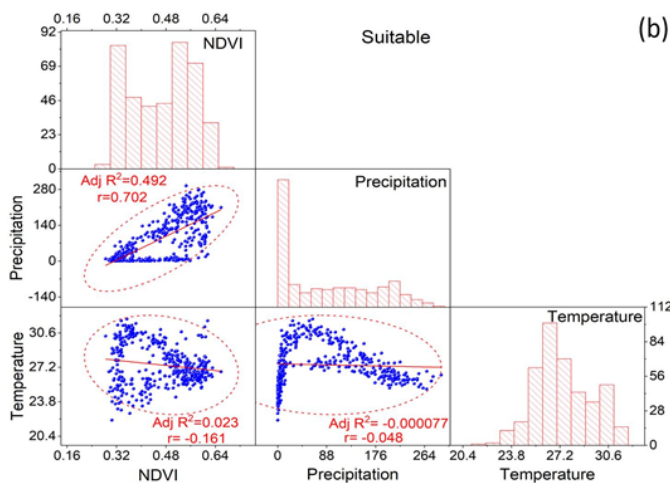 0.16 0.32 0.48 0.64
(b)
92
69
46
23
0
NDVI
Suitable
280
140
0
-140
Precipitation
Adj R²=0.492
r=0.702
Precipitation
30.6
27.2
23.8
20.4
Temperature
Adj R²=0.023
r= -0.161
Adj R²= -0.000077
r= -0.048
Temperature
112
84
56
28
0
0.16 0.32 0.48 0.64
0 88 176 264
20.4 23.8 27.2 30.6
NDVI
Precipitation
Temperature